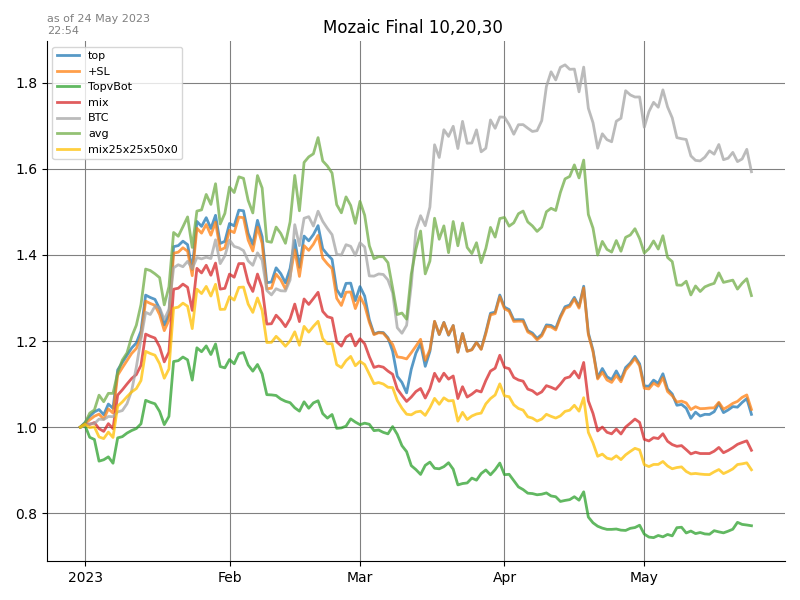 as of 24 May 2023
22:54
Mozaic Final 10,20,30
top
+SL
TopvBot
mix
BTC
avg
mix25x25x50x0
1.8
1.6
1.4
1.2
1.0
0.8
2023 Feb Mar Apr May